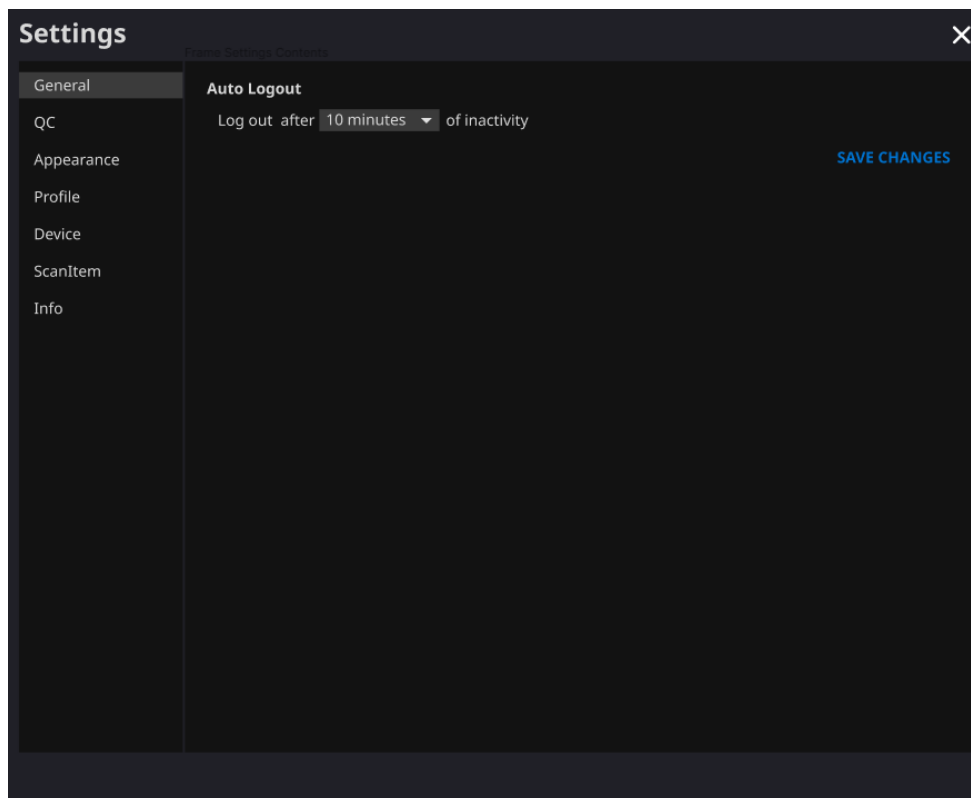 Settings
Frame Settings Contents
General
QC
Appearance
Profile
Device
ScanItem
Info
Auto Logout
Log out after 10 minutes of inactivity
SAVE CHANGES